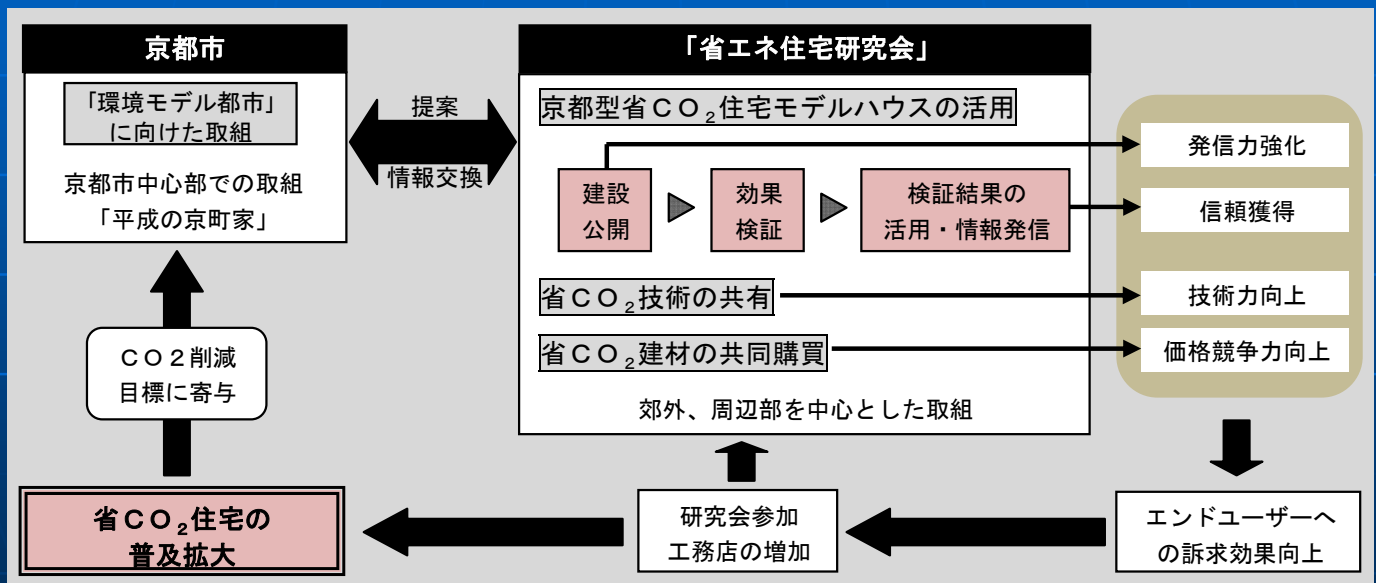 京都市
「環境モデル都市」
に向けた取組
京都市中心部での取組
「平成の京町家」
提案
情報交換
「省エネ住宅研究会」
京都型省CO₂住宅モデルハウスの活用
建設
公開
効果
検証
検証結果の
活用・情報発信
省CO₂技術の共有
省CO₂建材の共同購買
郊外、周辺部を中心とした取組
発信力強化
信頼獲得
技術力向上
価格競争力向上
エンドユーザーへ
の訴求効果向上
研究会参加
工務店の増加
省CO₂住宅の
普及拡大
CO2削減
目標に寄与